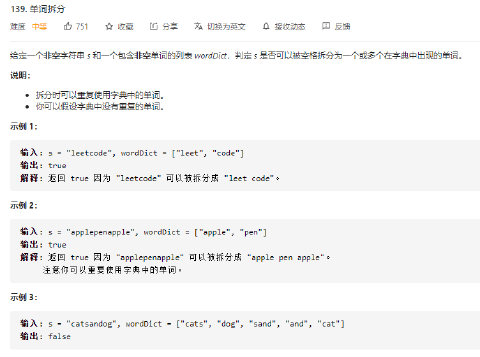 139. 单词拆分
难度 中等 751 收藏 分享 切换为英文 接收动态 反馈
给定一个非空字符串 s 和一个包含非空单词的列表 wordDict，判定 s 是否可以被空格拆分为一个或多个在字典中出现的单词。
说明：
拆分时可以重复使用字典中的单词。
你可以假设字典中没有重复的单词。
示例 1：
输入: s = "leetcode", wordDict = ["leet", "code"]
输出: true
解释: 返回 true 因为 "leetcode" 可以被拆分成 "leet code"。
示例 2：
输入: s = "applepenapple", wordDict = ["apple", "pen"]
输出: true
解释: 返回 true 因为 "applepenapple" 可以被拆分成 "apple pen apple"。
注意你可以重复使用字典中的单词。
示例 3：
输入: s = "catsandog", wordDict = ["cats", "dog", "sand", "and", "cat"]
输出: false